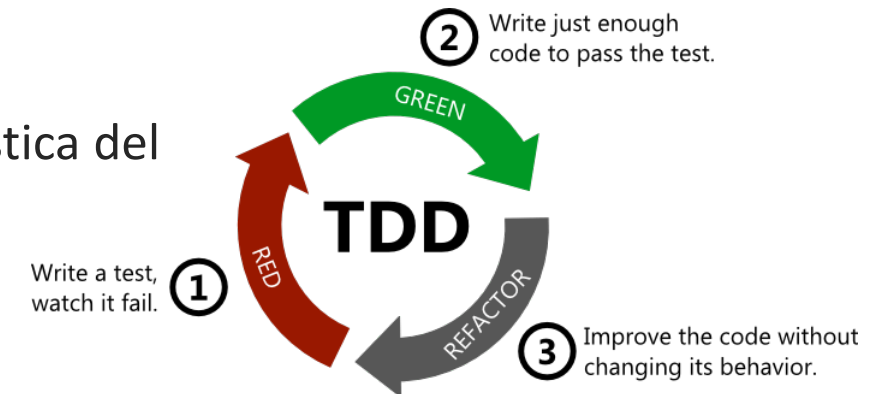 2 Write just enough
code to pass the test.
GREEN
del
TDD
RED
Write a test,
watch it fail. 1
REFACTOR
3 Improve the code without
changing its behavior.